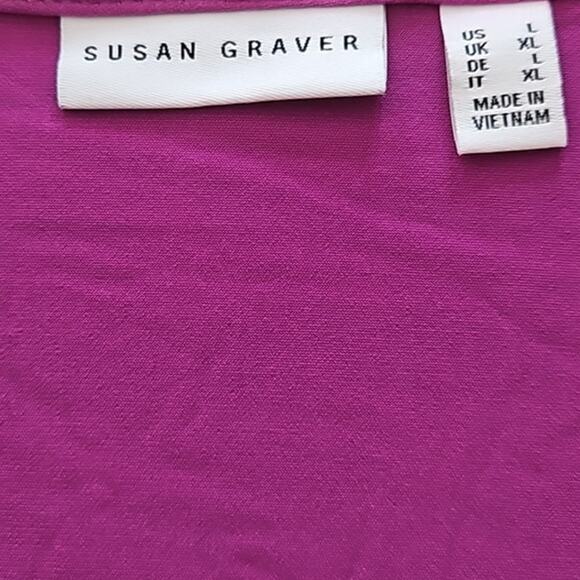 SUSAN GRAVER
US L
UK XL
DE L
IT XL
MADE IN
VIETNAM